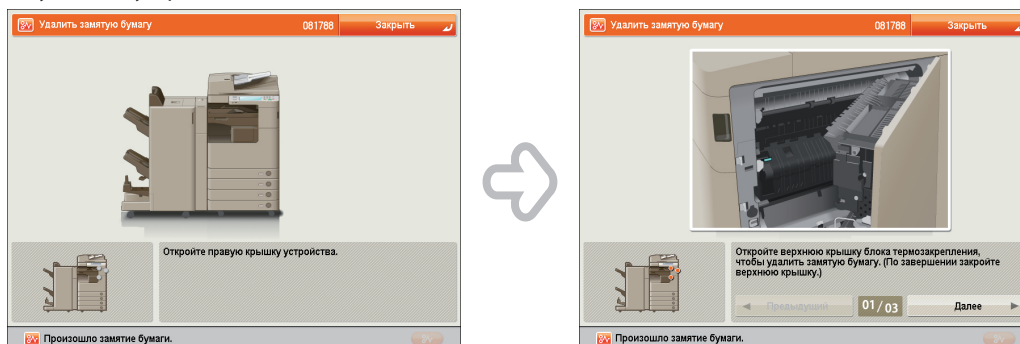 Удалить замятую бумагу 081788 Закрыть
Откройте правую крышку устройства.
Произошло замятие бумаги.
Удалить замятую бумагу 081788 Закрыть
Откройте верхнюю крышку блока термозакрепления,
чтобы удалить замятую бумагу. (По завершении закройте
верхнюю крышку.)
Предыдущий 01/03 Далее
Произошло замятие бумаги.